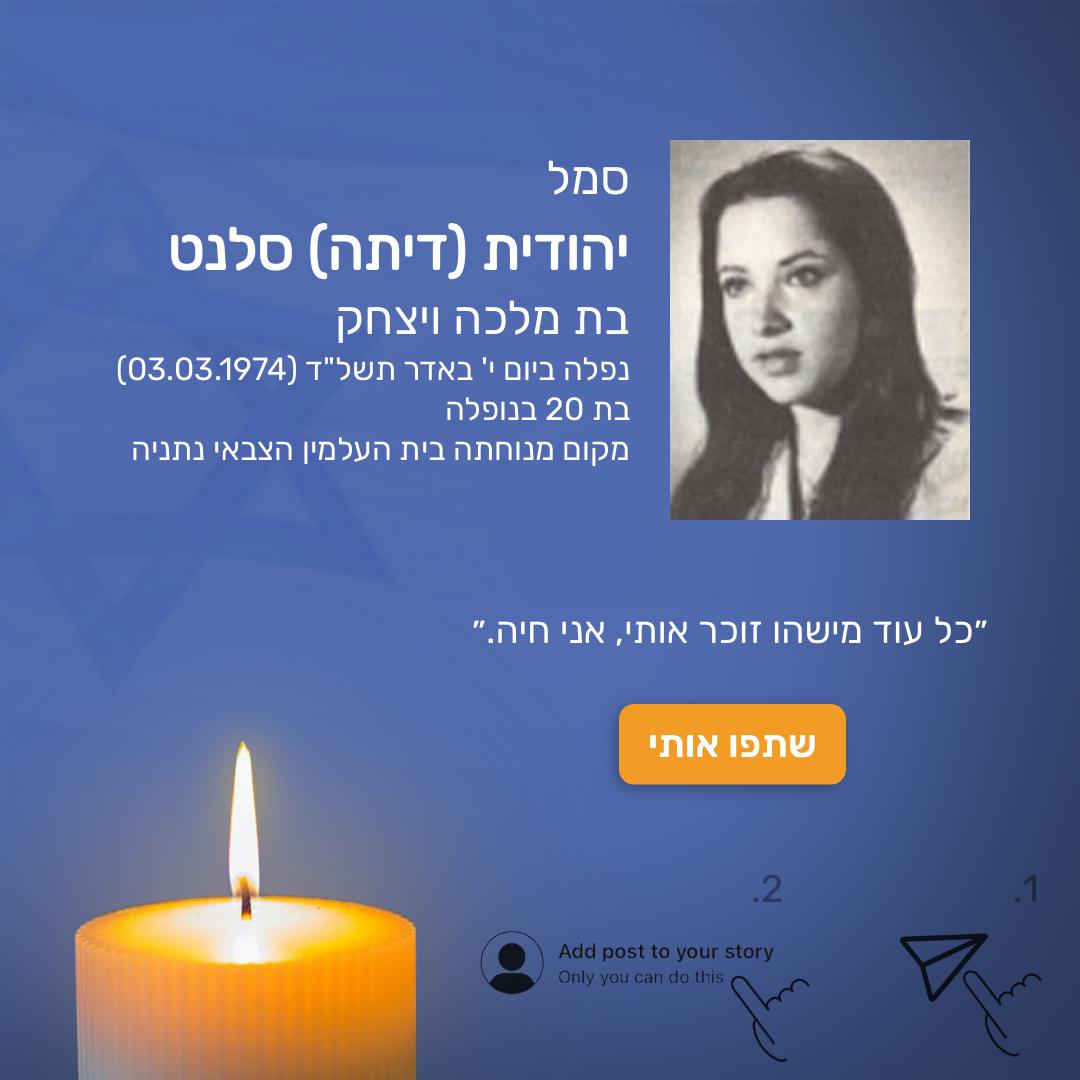 סמל
יהודית (דיתה) סלנט
בת מלכה ויצחק
נפלה ביום י' באדר תשל"ד (03.03.1974)
בת 20 בנופלה
מקום מנוחתה בית העלמין הצבאי נתניה
״כל עוד מישהו זוכר אותי, אני חיה.״
שתפו אותי
1.
2.
Add post to your story
Only you can do this